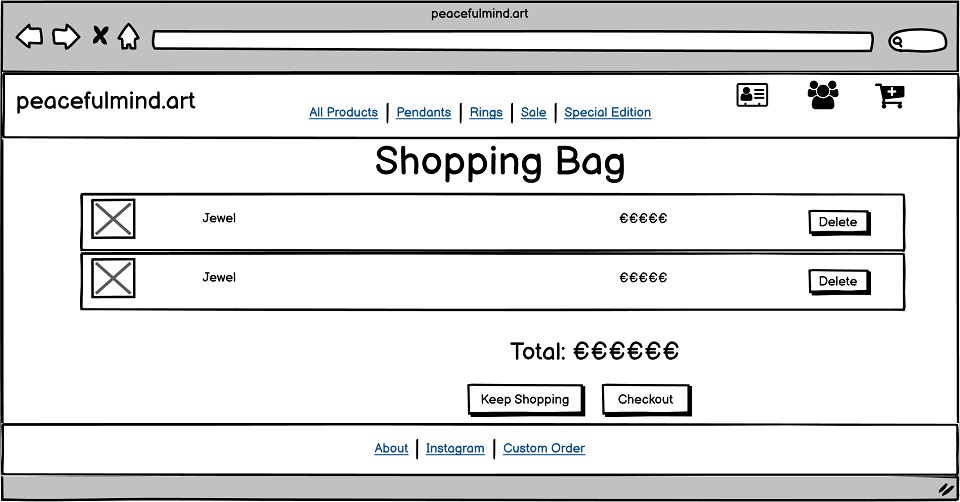 peacefulmind.art
peacefulmind.art
All Products | Pendants | Rings | Sale | Special Edition
Shopping Bag
Jewel €€€€€ Delete
Jewel €€€€€ Delete
Total: €€€€€€
Keep Shopping Checkout
About | Instagram | Custom Order